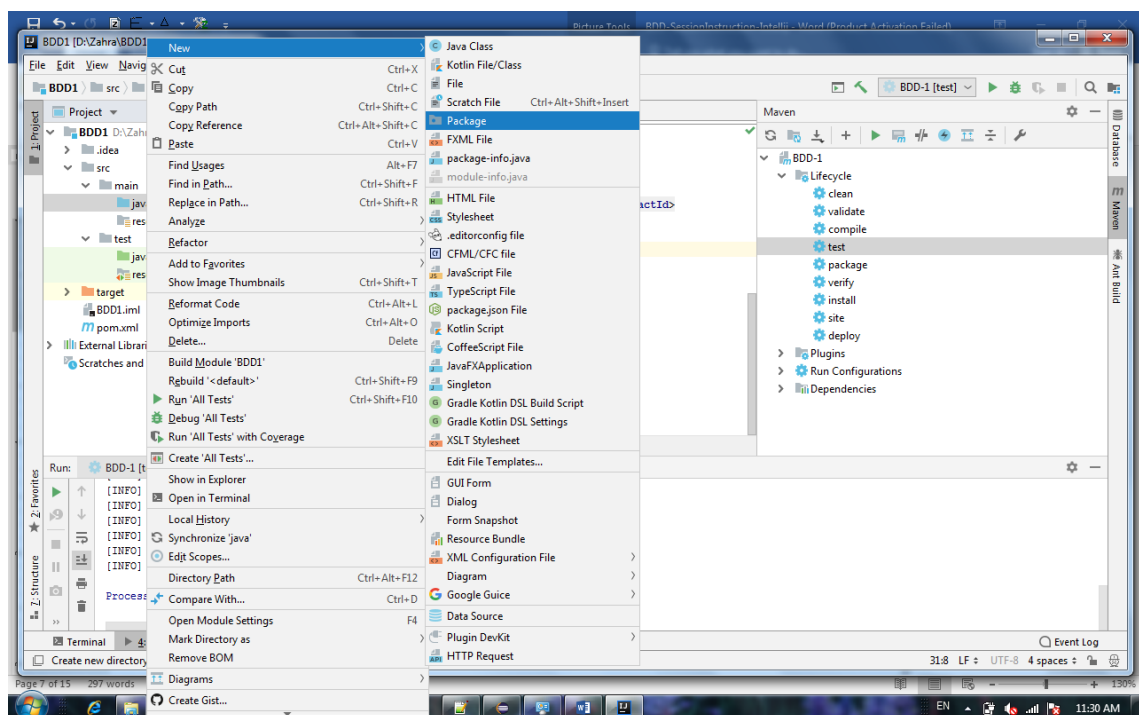 Picture Tools BDD-SessionInstruction-Intellij - Word (Product Activation Failed)
BDD1 [D:\Zahra\BDD1
File Edit View Navig
BDD1 src
BDD-1 [test]
1: Project
Project
BDD1 D:\Zah
.idea
src
main
jav
res
test
jav
res
target
BDD1.iml
pom.xml
External Librari
Scratches and
New
Cut Ctrl+X
Copy Ctrl+C
Copy Path Ctrl+Shift+C
Copy Reference Ctrl+Alt+Shift+C
Paste Ctrl+V
Find Usages Alt+F7
Find in Path... Ctrl+Shift+F
Replace in Path... Ctrl+Shift+R
Analyze
Refactor
Add to Favorites
Show Image Thumbnails Ctrl+Shift+T
Reformat Code Ctrl+Alt+L
Optimize Imports Ctrl+Alt+O
Delete... Delete
Build Module 'BDD1'
Rebuild '<default>' Ctrl+Shift+F9
Run 'All Tests' Ctrl+Shift+F10
Debug 'All Tests'
Run 'All Tests' with Coverage
Create 'All Tests'...
Show in Explorer
Open in Terminal
Local History
Synchronize 'java'
Edit Scopes...
Directory Path Ctrl+Alt+F12
Compare With... Ctrl+D
Open Module Settings F4
Mark Directory as
Remove BOM
Diagrams
Create Gist...
Java Class
Kotlin File/Class
File
Scratch File Ctrl+Alt+Shift+Insert
Package
FXML File
package-info.java
module-info.java
HTML File
Stylesheet
.editorconfig file
CFML/CFC file
JavaScript File
TypeScript File
package.json File
Kotlin Script
CoffeeScript File
JavaFXApplication
Singleton
Gradle Kotlin DSL Build Script
Gradle Kotlin DSL Settings
XSLT Stylesheet
Edit File Templates...
GUI Form
Dialog
Form Snapshot
Resource Bundle
XML Configuration File
Diagram
Google Guice
Data Source
Plugin DevKit
HTTP Request
actId>
Maven
BDD-1
Lifecycle
clean
validate
compile
test
package
verify
install
site
deploy
Plugins
Run Configurations
Dependencies
Database
Maven
Ant Build
2: Favorites
Z: Structure
Run: BDD-1 [t
[INFO]
[INFO]
[INFO]
[INFO]
[INFO]
[INFO]
Process
Terminal 4:
Event Log
Create new directory
31:8 LF UTF-8 4 spaces
Page 7 of 15 297 words
130%
EN 11:30 AM